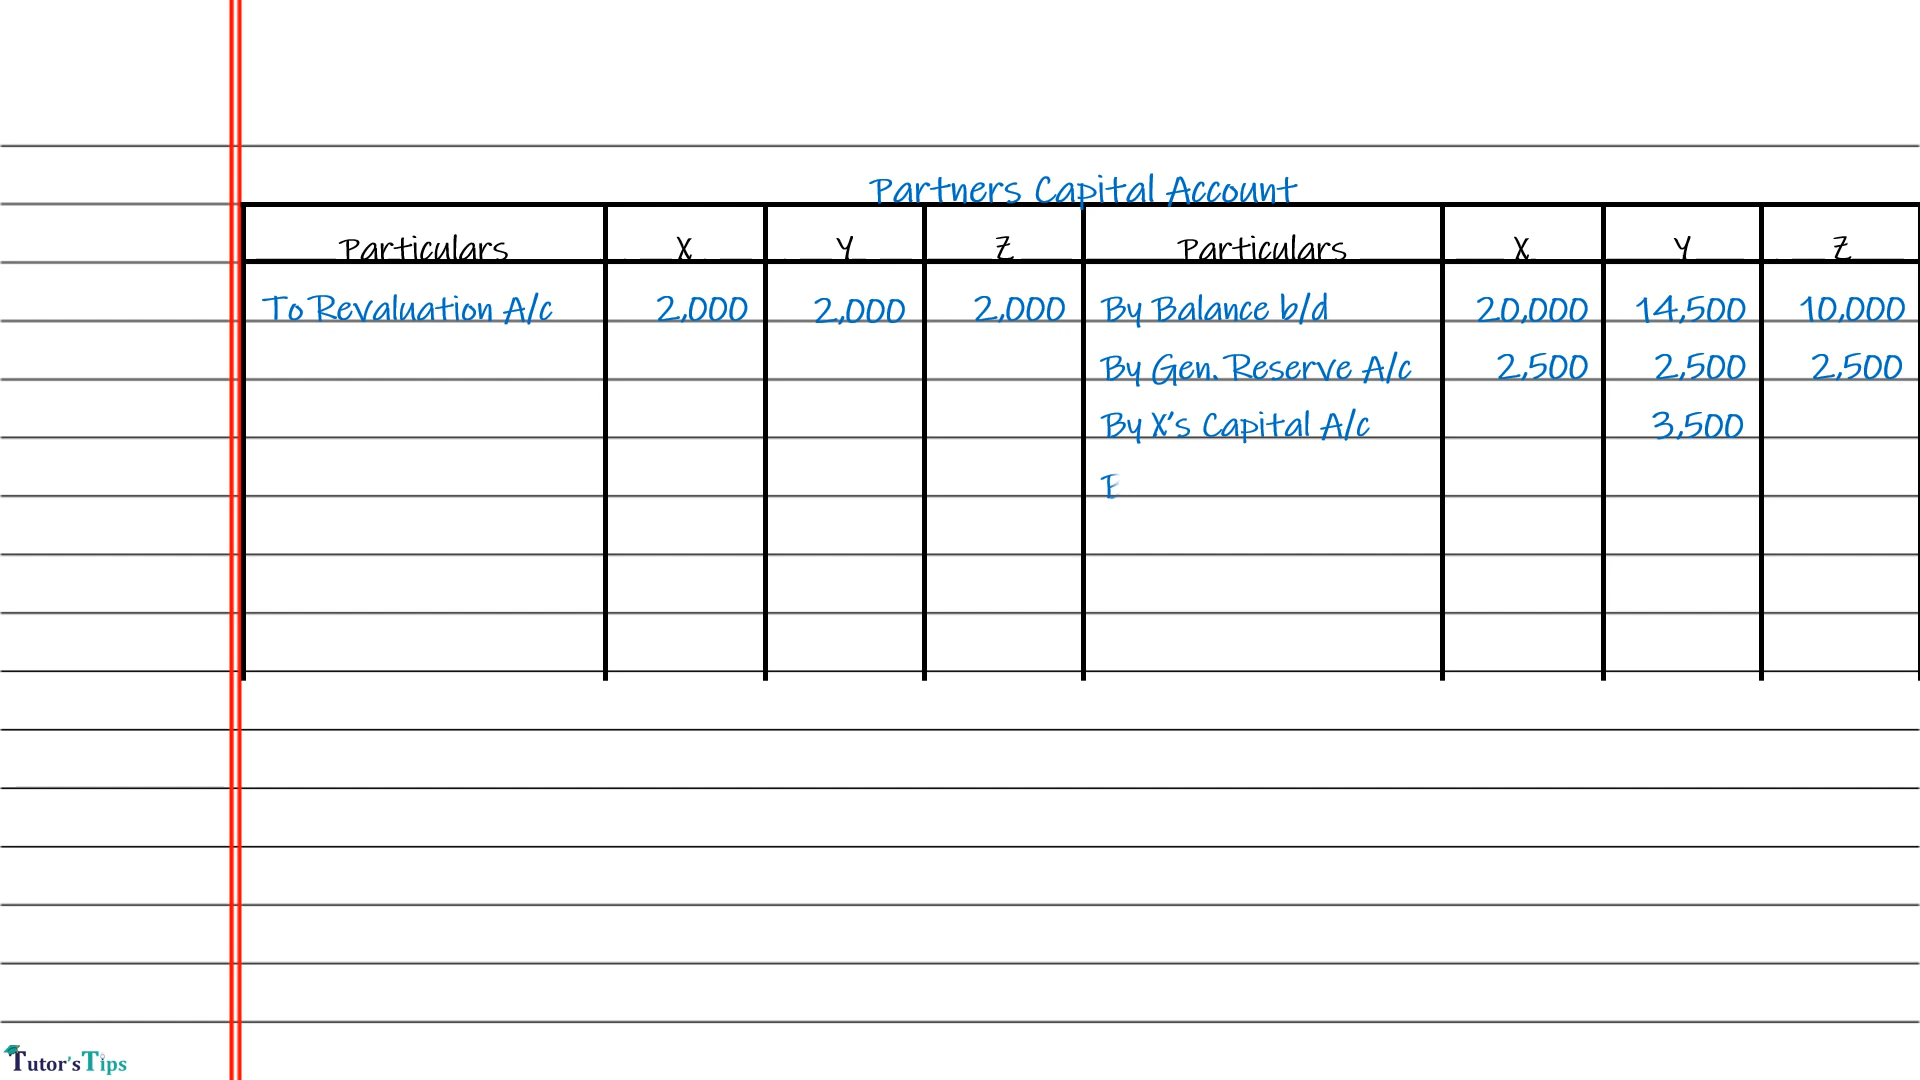 Partners Capital Account
Particulars X Y Z Particulars X Y Z
To Revaluation A/c 2,000 2,000 2,000 By Balance b/d 20,000 14,500 10,000
By Gen. Reserve A/c 2,500 2,500 2,500
By X's Capital A/c 3,500
Tutor'sTips